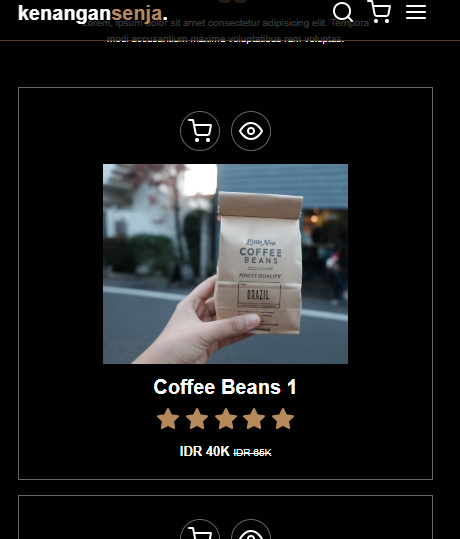 kenangansenja.
Lorem, ipsum dolor sit amet consectetur adipisicing elit. Tempora
modi accusantium maxime voluptatibus rem voluptas.
Little Nap
COFFEE
BEANS
FINEST QUALITY
BRAZIL
Coffee Beans 1
IDR 40K IDR 65K